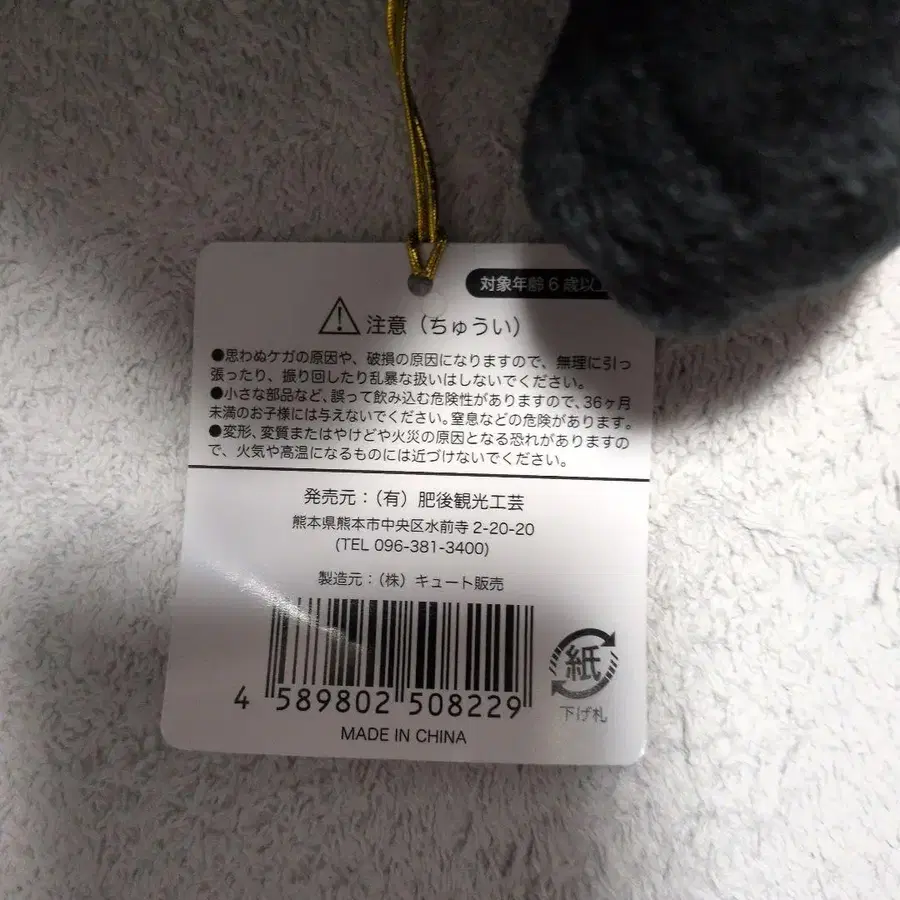 対象年齢6歳以
注意(ちゅうい)
●思わぬケガの原因や、破損の原因になりますので、無理に引っ
張ったり、振り回したり乱暴な扱いはしないでください。
●小さな部品など、誤って飲み込む危険性がありますので、36ヶ月
未満のお子様には与えないでください。窒息などの危険があります。
●変形、変質またはやけどや火災の原因となる恐れがありますの
で、火気や高温になるものには近づけないでください。
発売元:(有)肥後観光工芸
熊本県熊本市中央区水前寺 2-20-20
(TEL 096-381-3400)
製造元:(株)キュート販売
4 589802 508229
紙
下げ札
MADE IN CHINA